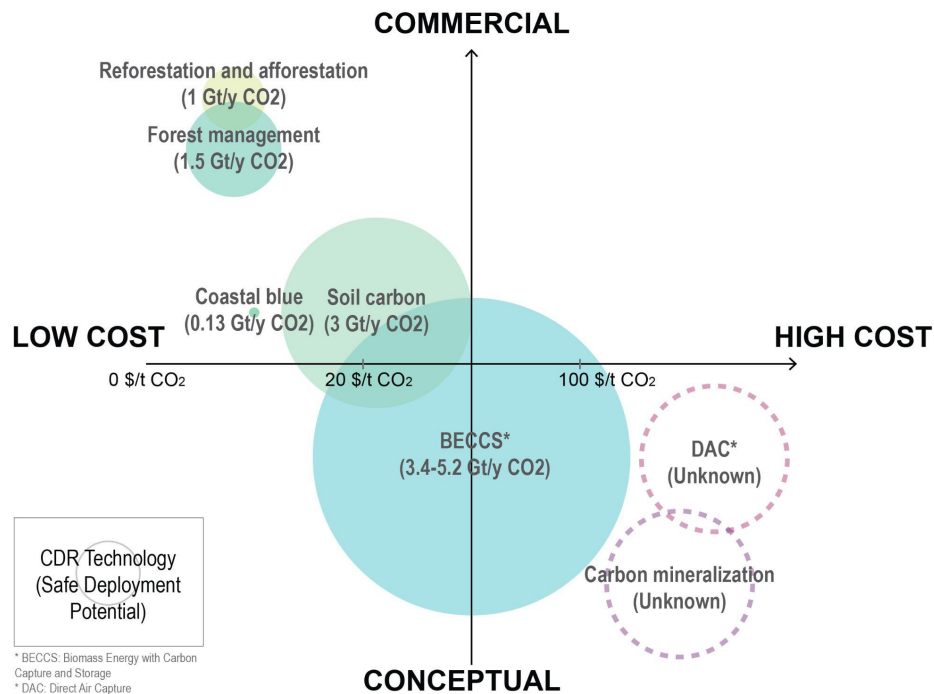 COMMERCIAL
Reforestation and afforestation
(1 Gt/y CO2)
Forest management
(1.5 Gt/y CO2)
Coastal blue
(0.13 Gt/y CO2)
Soil carbon
(3 Gt/y CO2)
LOW COST
HIGH COST
0 $/t CO₂
20 $/t CO₂
100 $/t CO₂
BECCS*
(3.4-5.2 Gt/y CO2)
DAC*
(Unknown)
Carbon mineralization
(Unknown)
CDR Technology
(Safe Deployment
Potential)
* BECCS: Biomass Energy with Carbon
Capture and Storage
* DAC: Direct Air Capture
CONCEPTUAL